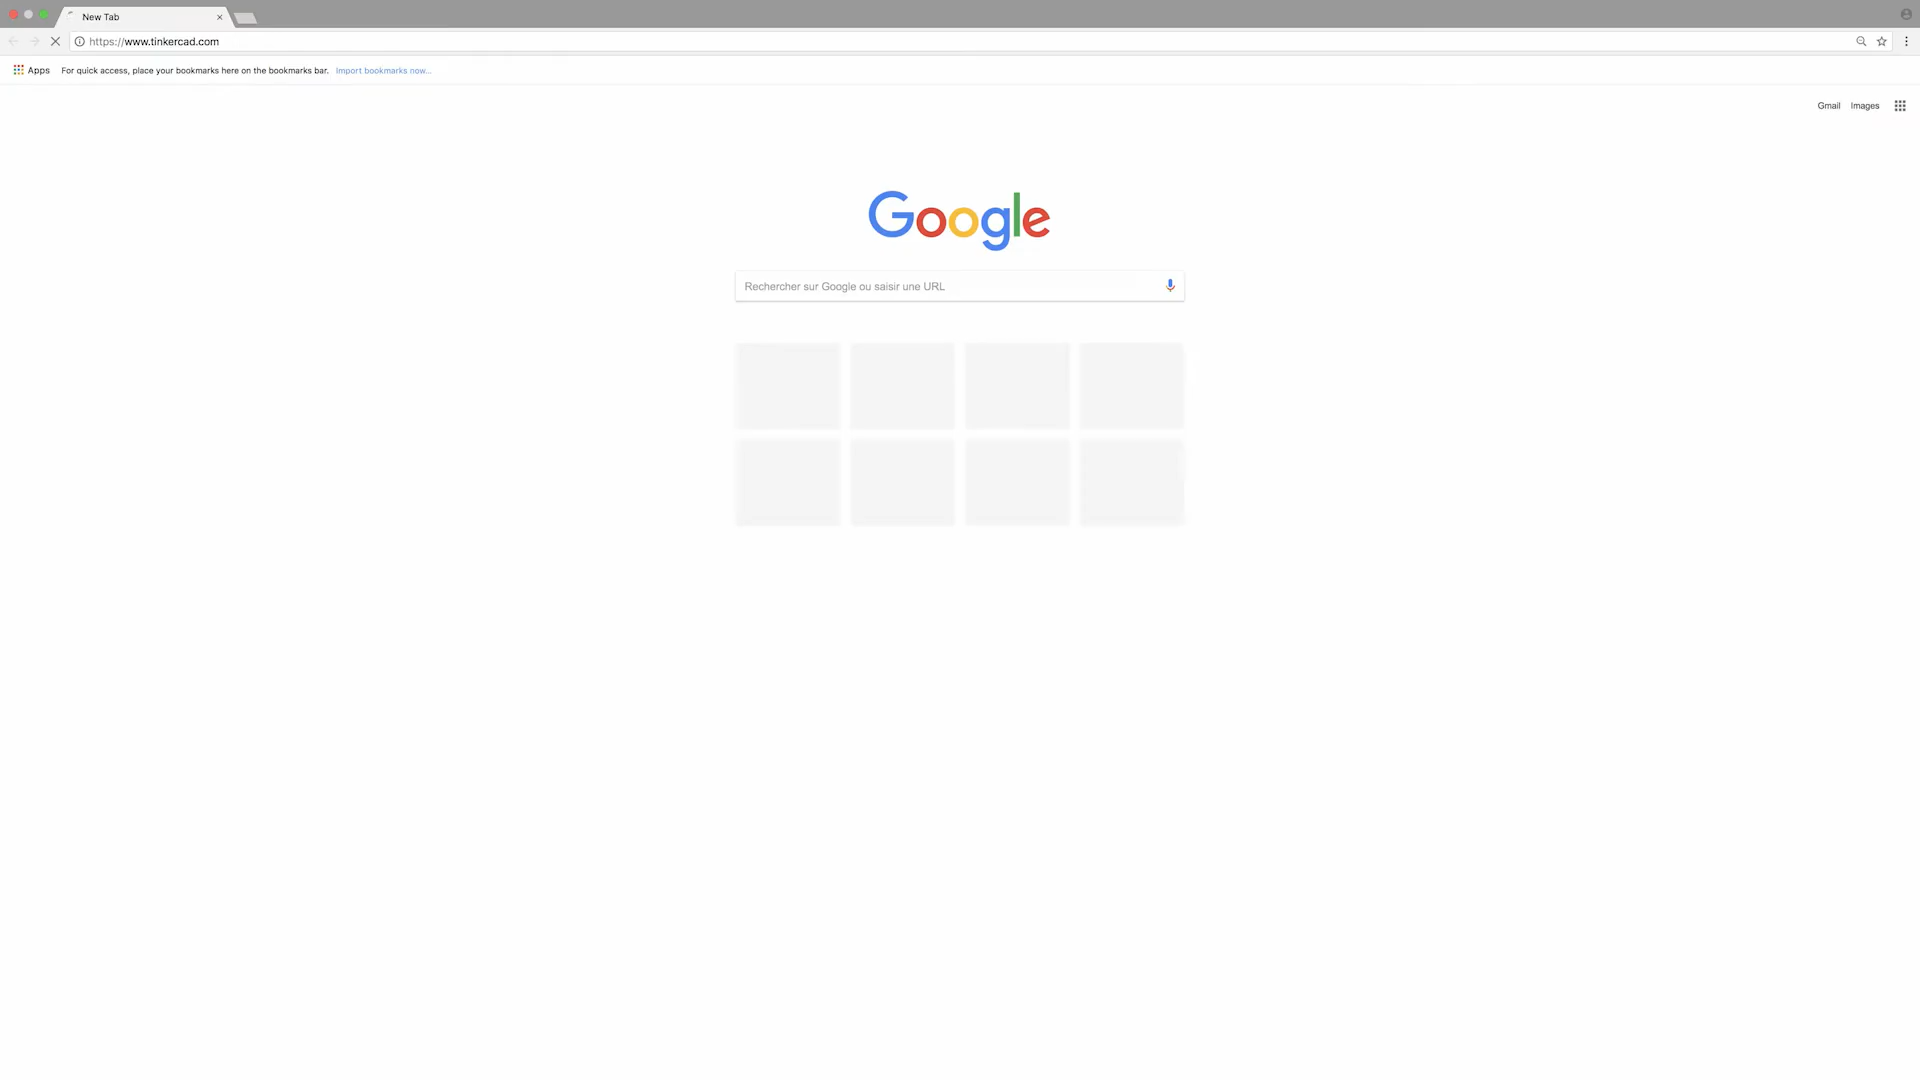 New Tab
https://www.tinkercad.com
Apps For quick access, place your bookmarks here on the bookmarks bar. Import bookmarks now...
Gmail Images
Google
Rechercher sur Google ou saisir une URL